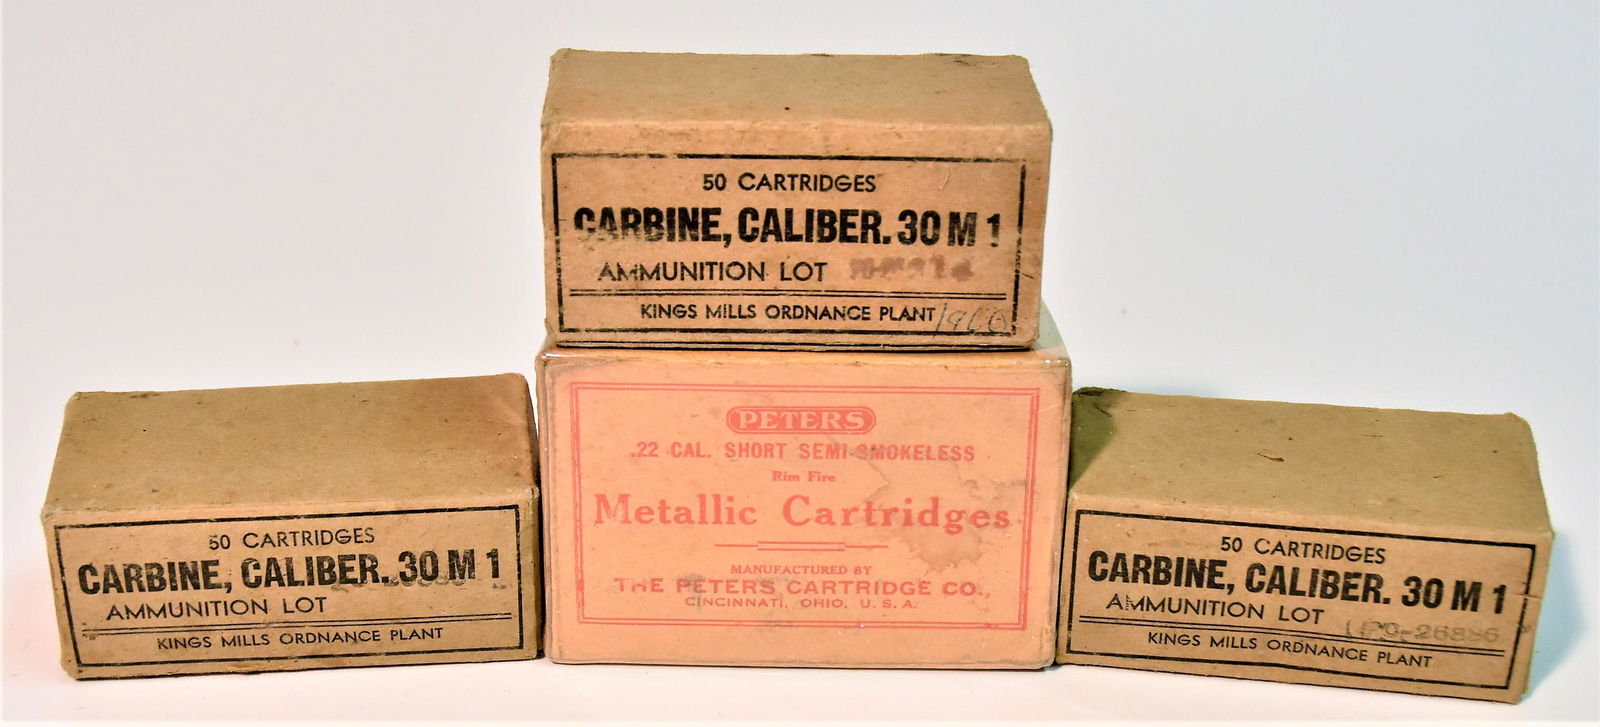 50 CARTRIDGES
CARBINE, CALIBER. 30 M 1
AMMUNITION LOT
KINGS MILLS ORDNANCE PLANT
PETERS
.22 CAL. SHORT SEMI-SMOKELESS
Rim Fire
Metallic Cartridges
MANUFACTURED BY
THE PETERS CARTRIDGE CO.,
CINCINNATI, OHIO, U. S. A.
50 CARTRIDGES
CARBINE, CALIBER. 30 M 1
AMMUNITION LOT
KINGS MILLS ORDNANCE PLANT
50 CARTRIDGES
CARBINE, CALIBER. 30 M 1
AMMUNITION LOT
KINGS MILLS ORDNANCE PLANT